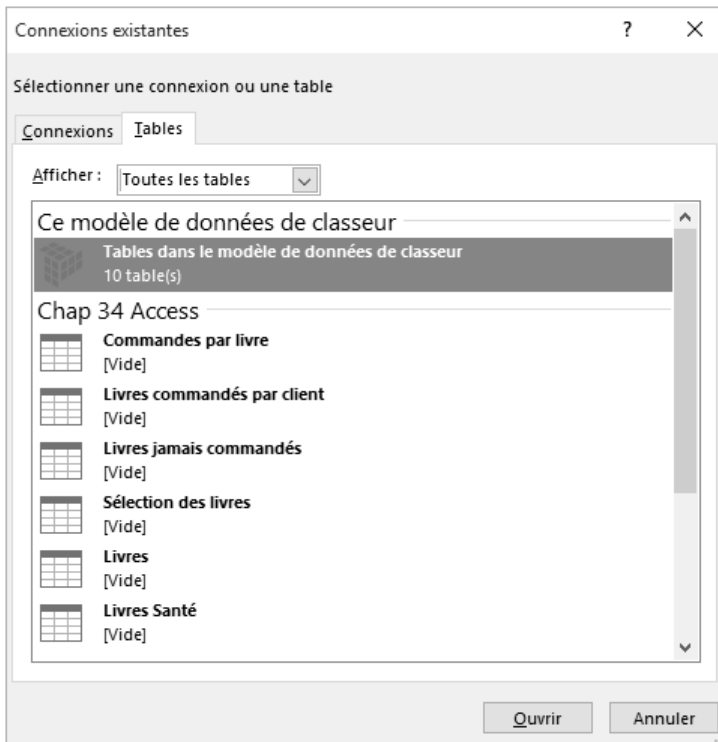 Connexions existantes ?
Sélectionner une connexion ou une table
Connexions Tables
Afficher : Toutes les tables
Ce modèle de données de classeur
Tables dans le modèle de données de classeur
10 table(s)
Chap 34 Access
Commandes par livre
[Vide]
Livres commandés par client
[Vide]
Livres jamais commandés
[Vide]
Sélection des livres
[Vide]
Livres
[Vide]
Livres Santé
[Vide]
Ouvrir Annuler